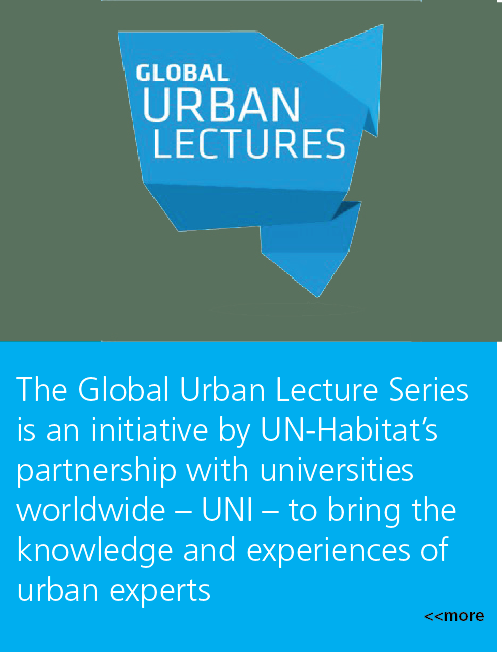 GLOBAL
URBAN
LECTURES
The Global Urban Lecture Series
is an initiative by UN-Habitat’s
partnership with universities
worldwide – UNI – to bring the
knowledge and experiences of
urban experts
<<more